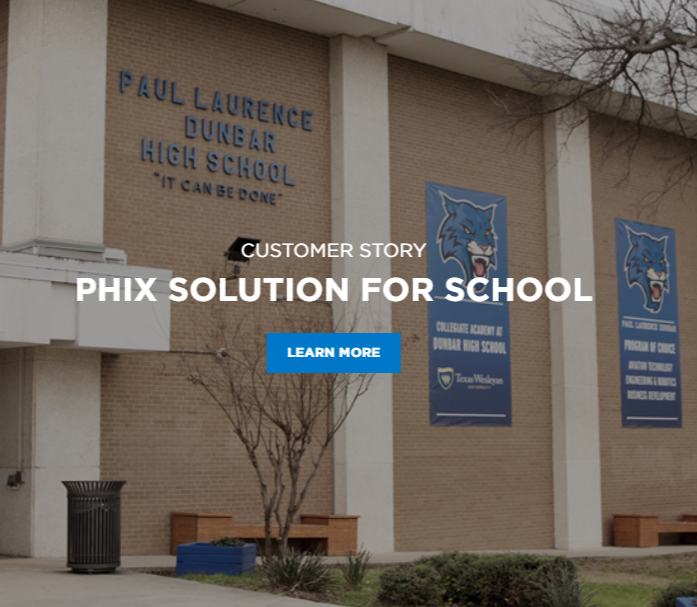 PAUL LAURENCE
DUNBAR
HIGH SCHOOL
"IT CAN BE DONE"
CUSTOMER STORY
PHIX SOLUTION FOR SCHOOL
LEARN MORE
COLLEGIATE ACADEMY AT
DUNBAR HIGH SCHOOL
Texas Wesleyan
UNIVERSITY
PAUL LAURENCE DUNBAR
PROGRAM OF CHOICE
AVIATION TECHNOLOGY
ENGINEERING & ROBOTICS
BUSINESS DEVELOPMENT